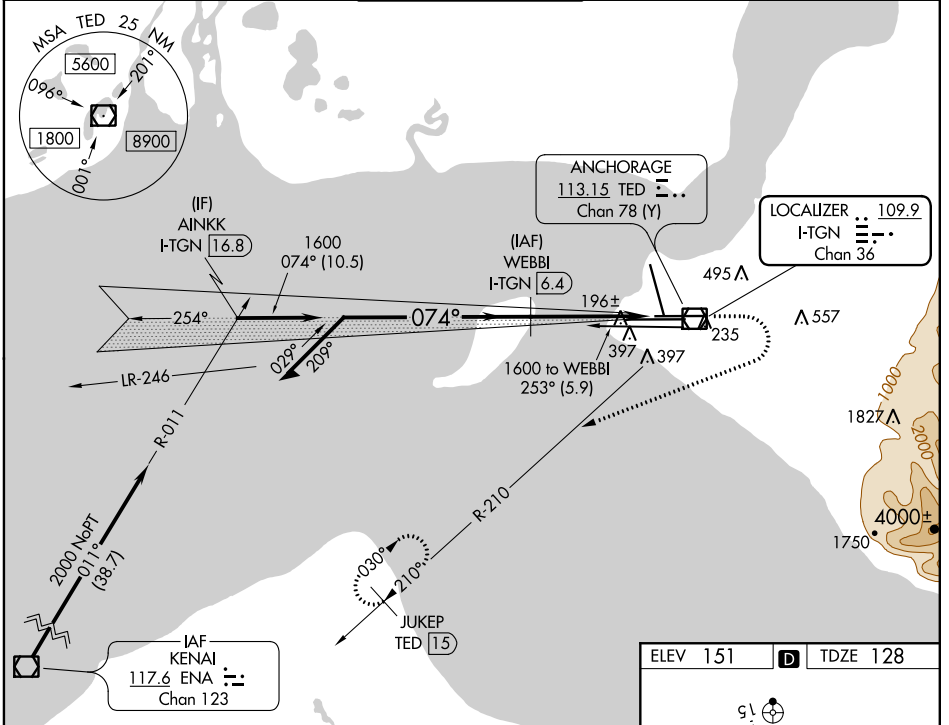 MSA TED 25 NM
5600
201°
096°
1800
8900
001°
ANCHORAGE
113.15 TED
Chan 78 (Y)
LOCALIZER 109.9
I-TGN
Chan 36
(IF)
AINKK
I-TGN 16.8
1600
074° (10.5)
(IAF)
WEBBI
I-TGN 6.4
495
254°
074°
196±
557
235
029°
209°
397
397
1600 to WEBBI
253° (5.9)
LR-246
1000
1827
2000
R-011
R-210
4000±
1750
2000 NoPT
011°
(38.7)
030°
210°
JUKEP
TED 15
IAF
KENAI
117.6 ENA
Chan 123
ELEV 151
D
TDZE 128
15